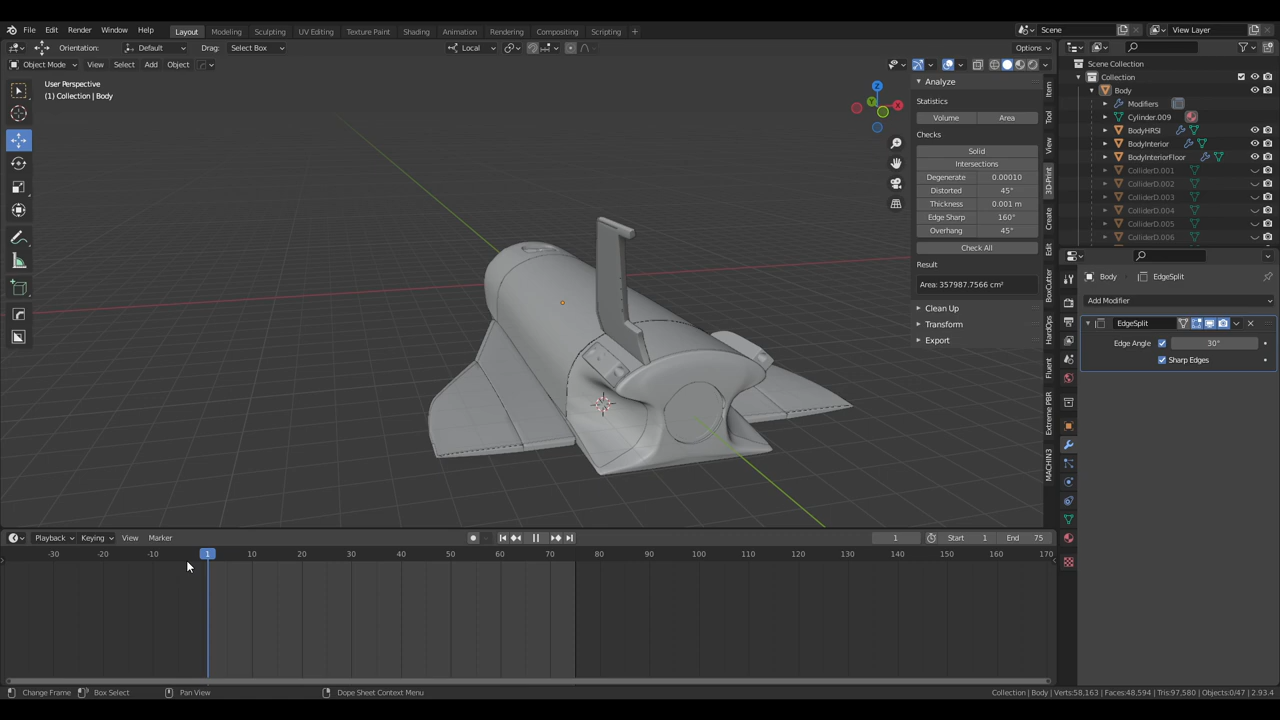 File Edit Render Window Help Layout Modeling Sculpting UV Editing Texture Paint Shading Animation Rendering Compositing Scripting + Scene View Layer
Orientation: Default Drag: Select Box Local Options
Object Mode View Select Add Object
User Perspective
(1) Collection | Body
Z
Y
X
Analyze
Statistics
Volume Area
Checks
Solid
Intersections
Degenerate 0.00010
Distorted 45°
Thickness 0.001 m
Edge Sharp 160°
Overhang 45°
Check All
Result
Area: 357987.7566 cm²
Clean Up
Transform
Export
Item
Tool
View
3D-Print
Create
Edit
BoxCutter
HardOps
Fluent
Extreme PBR
MACHIN3
Scene Collection
Collection
Body
Modifiers
Cylinder.009
BodyHRSI
BodyInterior
BodyInteriorFloor
ColliderD.001
ColliderD.002
ColliderD.003
ColliderD.004
ColliderD.005
ColliderD.006
Body EdgeSplit
Add Modifier
EdgeSplit
Edge Angle 30°
Sharp Edges
Playback Keying View Marker 1 Start 1 End 75
-30 -20 -10 1 10 20 30 40 50 60 70 80 90 100 110 120 130 140 150 160 170
Change Frame Box Select Pan View Dope Sheet Context Menu Collection | Body | Verts:58,163 | Faces:48,594 | Tris:97,580 | Objects:0/47 | 2.93.4